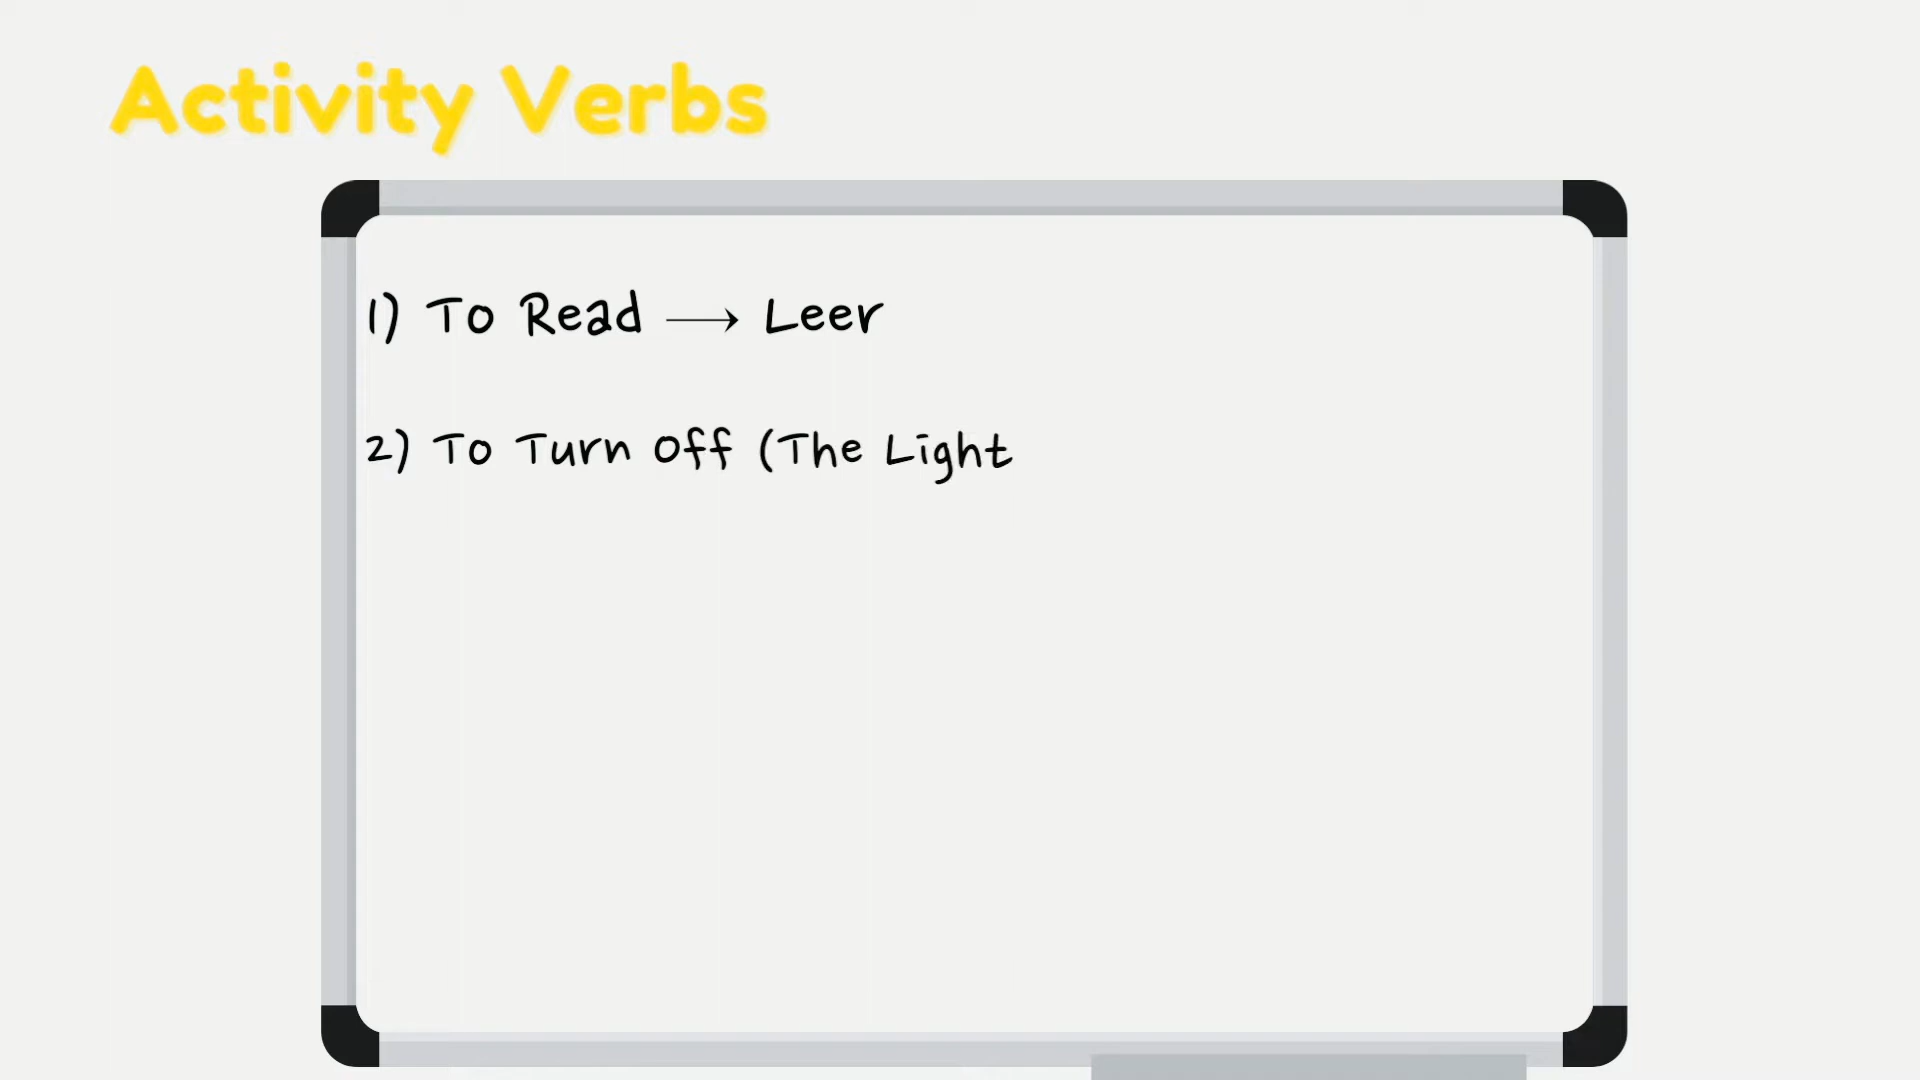 Activity Verbs
1) To Read → Leer
2) To Turn Off (The Light